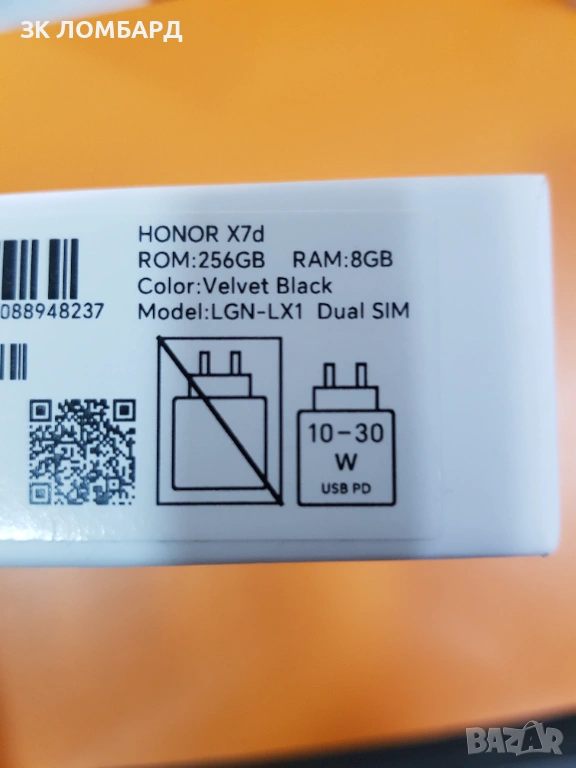 ЗК ЛОМБАРД
HONOR X7d
ROM:256GB RAM:8GB
Color:Velvet Black
Model:LGN-LX1 Dual SIM
088948237
10-30
W
USB PD
BAZAR